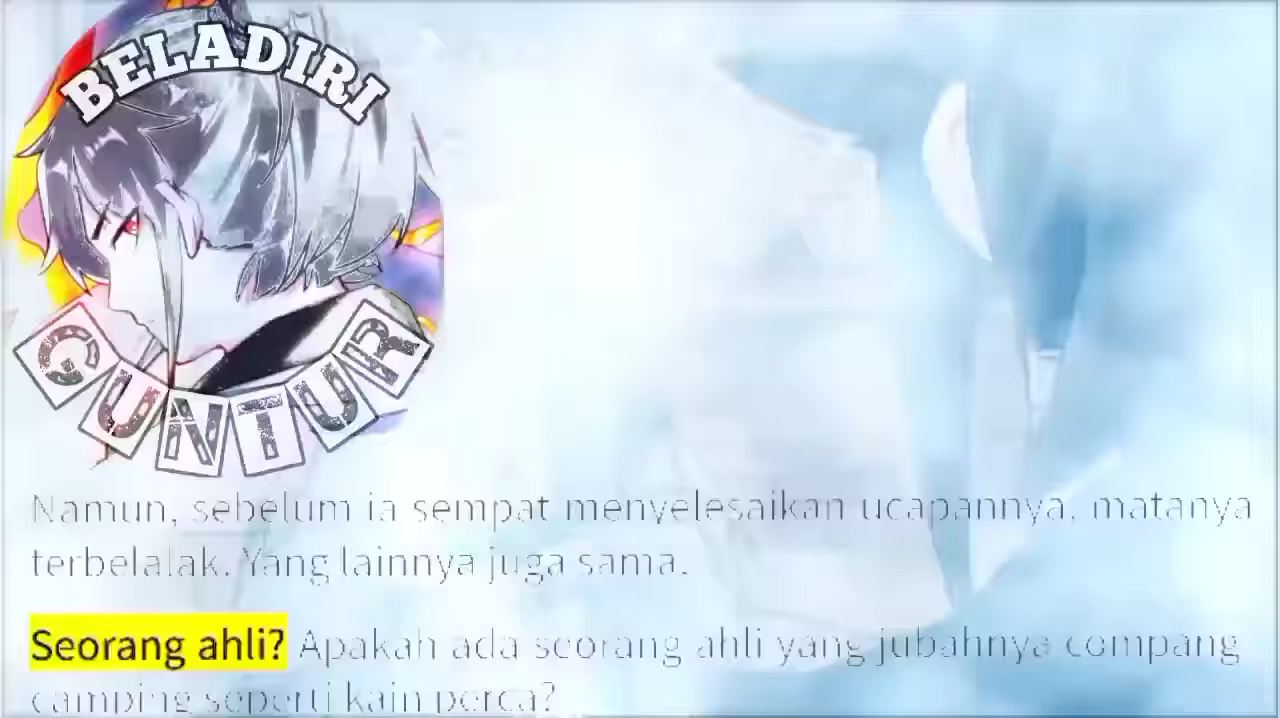 BELADIRI
GUNTUR
Namun, sebelum ia sempat menyelesaikan ucapannya, matanya
terbelalak. Yang lainnya juga sama.
Seorang ahli? Apakah ada seorang ahli yang jubahnya compang
camping seperti kain perca?